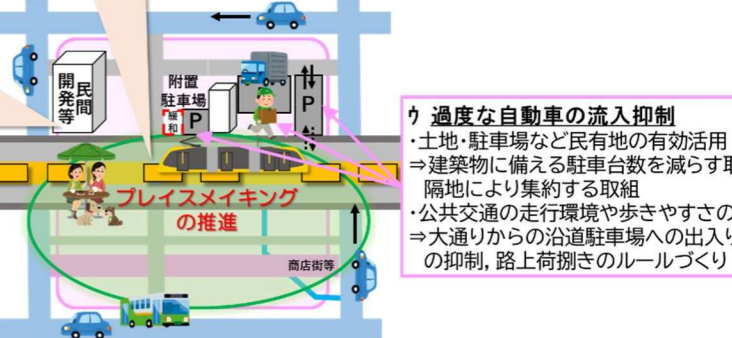 民間
開発等
附置
駐車場
緩和
P
P
プレイスメイキング
の推進
商店街等
ウ 過度な自動車の流入抑制
・土地・駐車場など民有地の有効活用
⇒建築物に備える駐車台数を減らす取
隔地により集約する取組
・公共交通の走行環境や歩きやすさの
⇒大通りからの沿道駐車場への出入り
の抑制，路上荷捌きのルールづくり